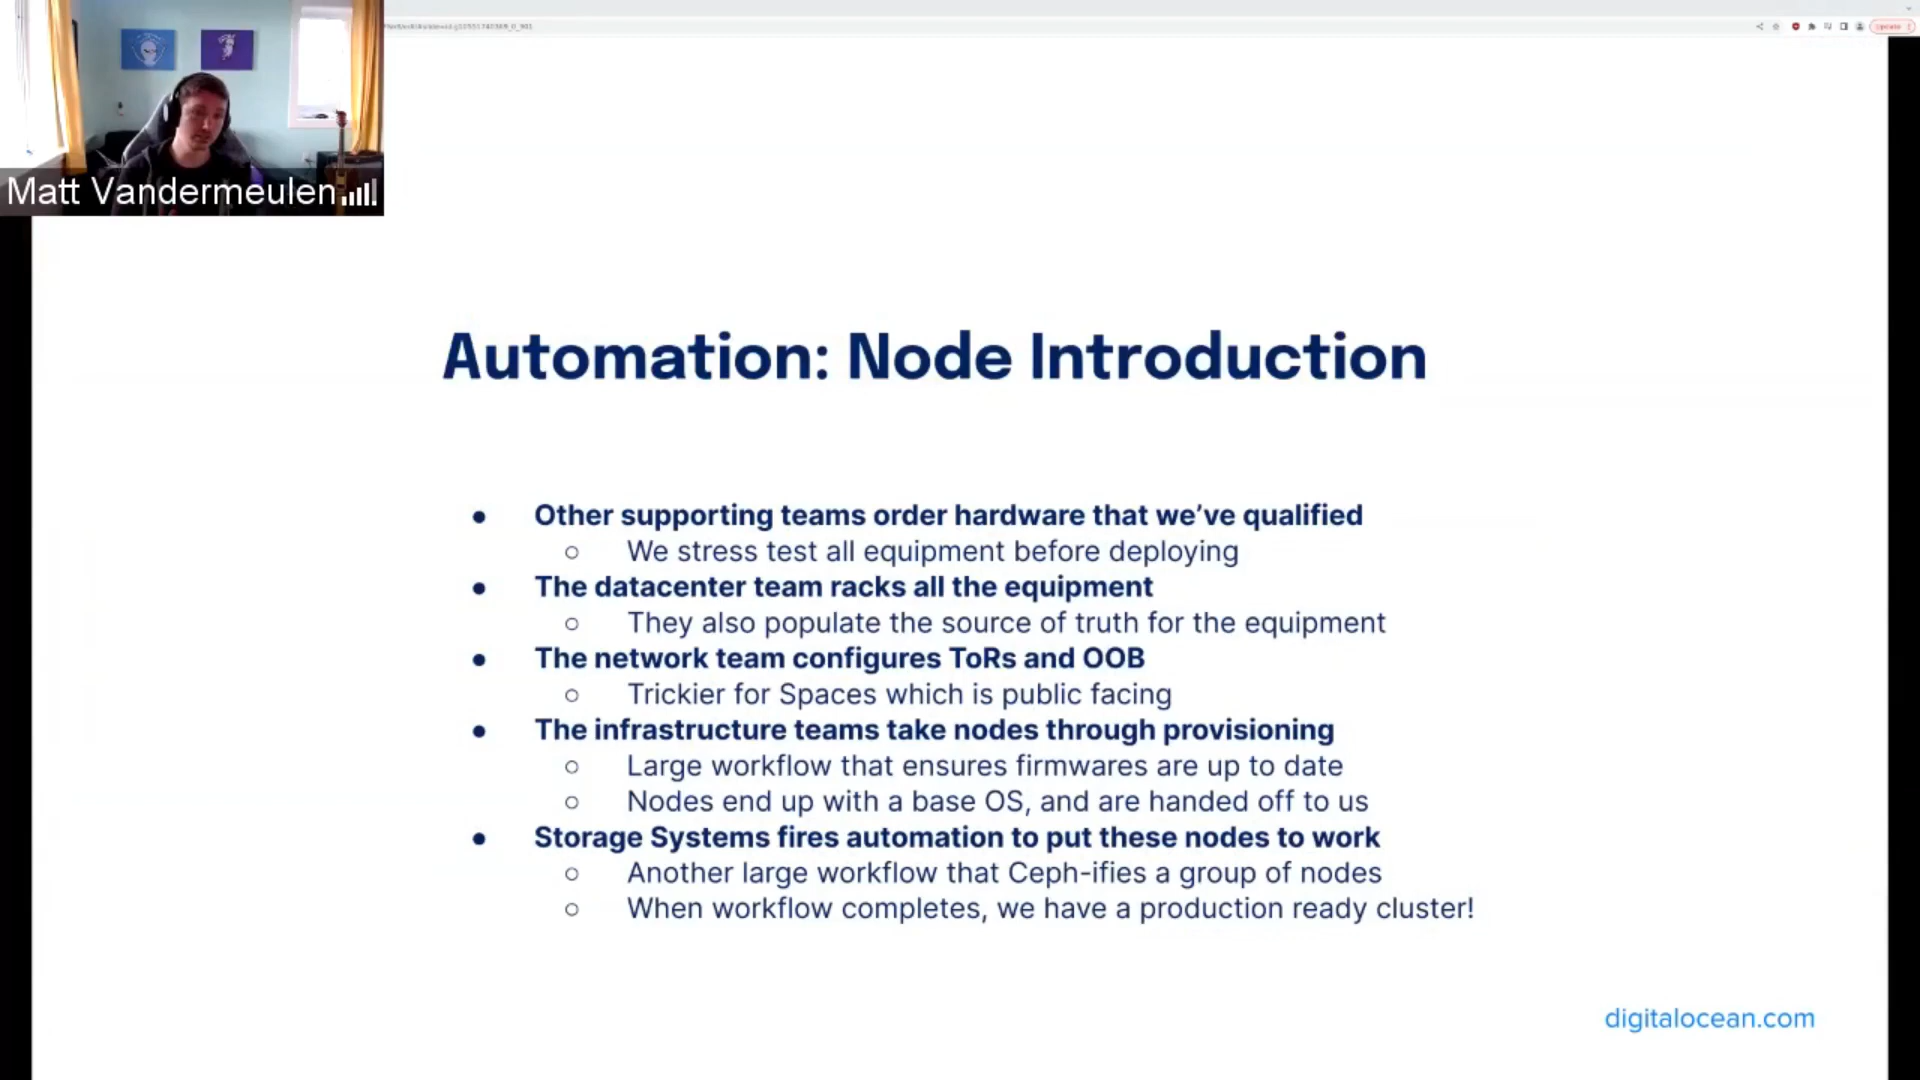 Matt Vandermeulen
Update
Automation: Node Introduction
● Other supporting teams order hardware that we’ve qualified
○ We stress test all equipment before deploying
● The datacenter team racks all the equipment
○ They also populate the source of truth for the equipment
● The network team configures ToRs and OOB
○ Trickier for Spaces which is public facing
● The infrastructure teams take nodes through provisioning
○ Large workflow that ensures firmwares are up to date
○ Nodes end up with a base OS, and are handed off to us
● Storage Systems fires automation to put these nodes to work
○ Another large workflow that Ceph-ifies a group of nodes
○ When workflow completes, we have a production ready cluster!
digitalocean.com